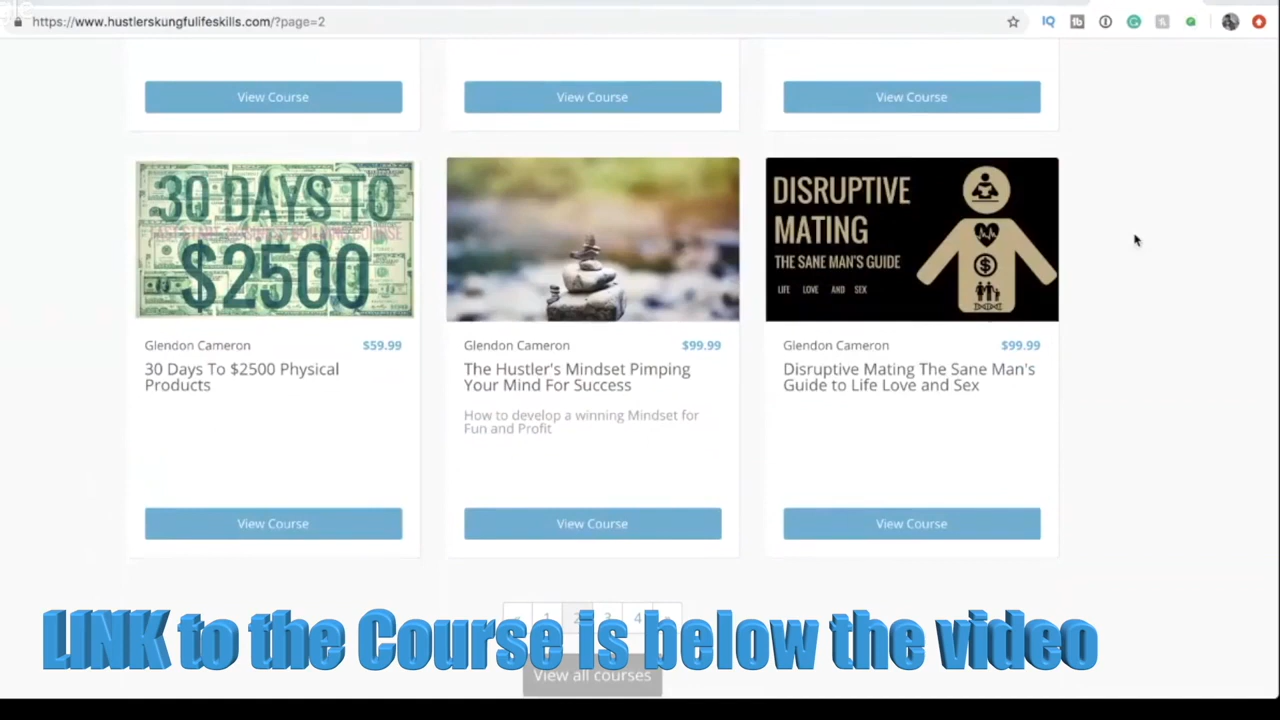 https://www.hustlerskungfulifeskills.com/?page=2
View Course
View Course
View Course
30 DAYS TO
$2500
DISRUPTIVE
MATING
THE SANE MAN'S GUIDE
LIFE LOVE AND SEX
Glendon Cameron $59.99
30 Days To $2500 Physical
Products
View Course
Glendon Cameron $99.99
The Hustler's Mindset Pimping
Your Mind For Success
How to develop a winning Mindset for
Fun and Profit
View Course
Glendon Cameron $99.99
Disruptive Mating The Sane Man's
Guide to Life Love and Sex
View Course
1 2 3 4
LINK to the Course is below the video
View all courses